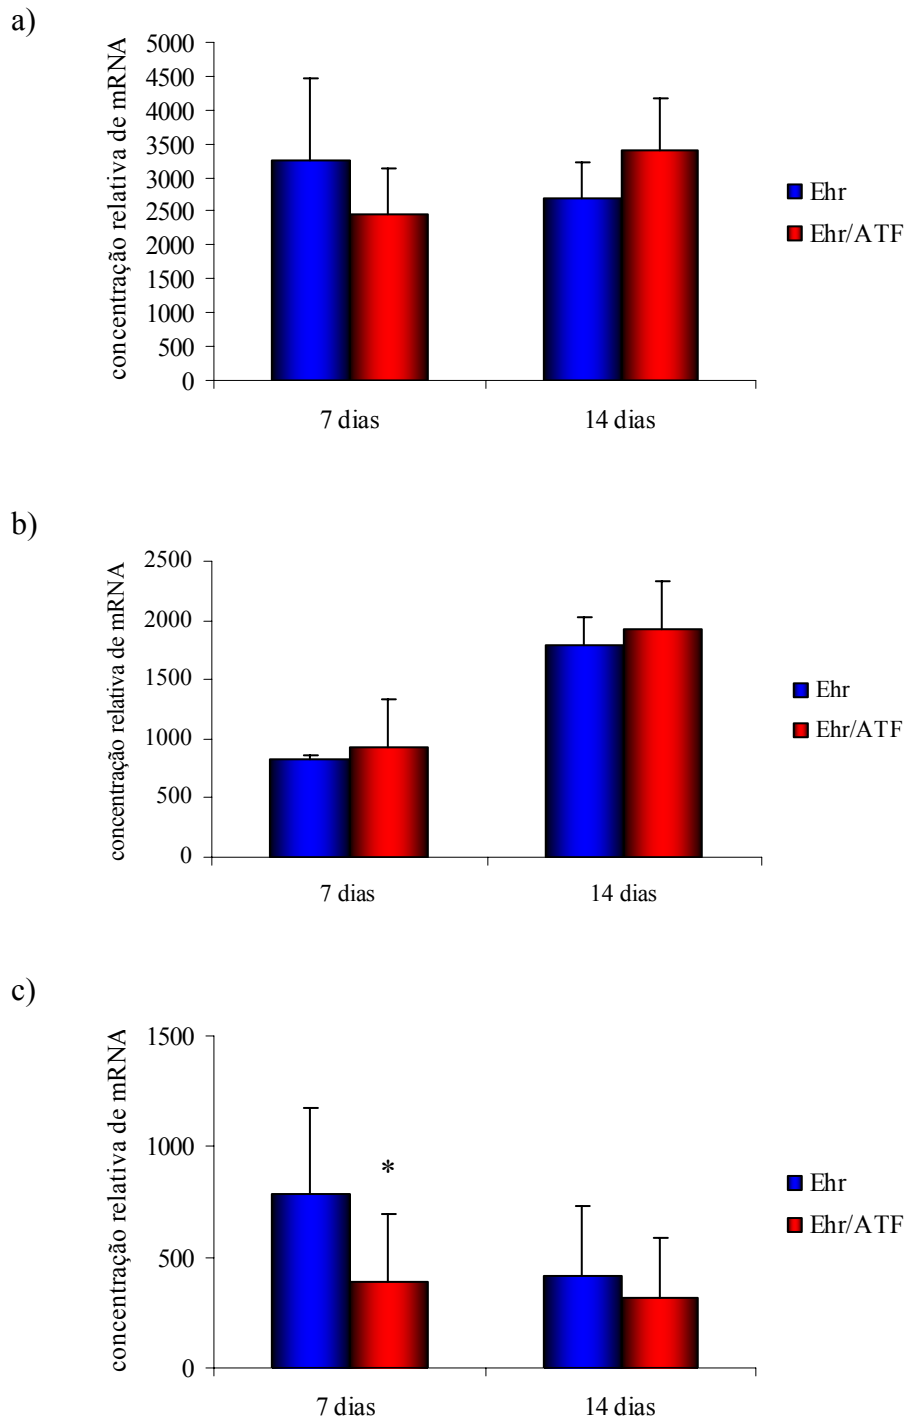 a)
concentração relativa de mRNA
5000
4500
4000
3500
3000
2500
2000
1500
1000
500
0
7 dias
14 dias
Ehr
Ehr/ATF
b)
concentração relativa de mRNA
2500
2000
1500
1000
500
0
7 dias
14 dias
Ehr
Ehr/ATF
c)
concentração relativa de mRNA
1500
1000
500
0
*
7 dias
14 dias
Ehr
Ehr/ATF